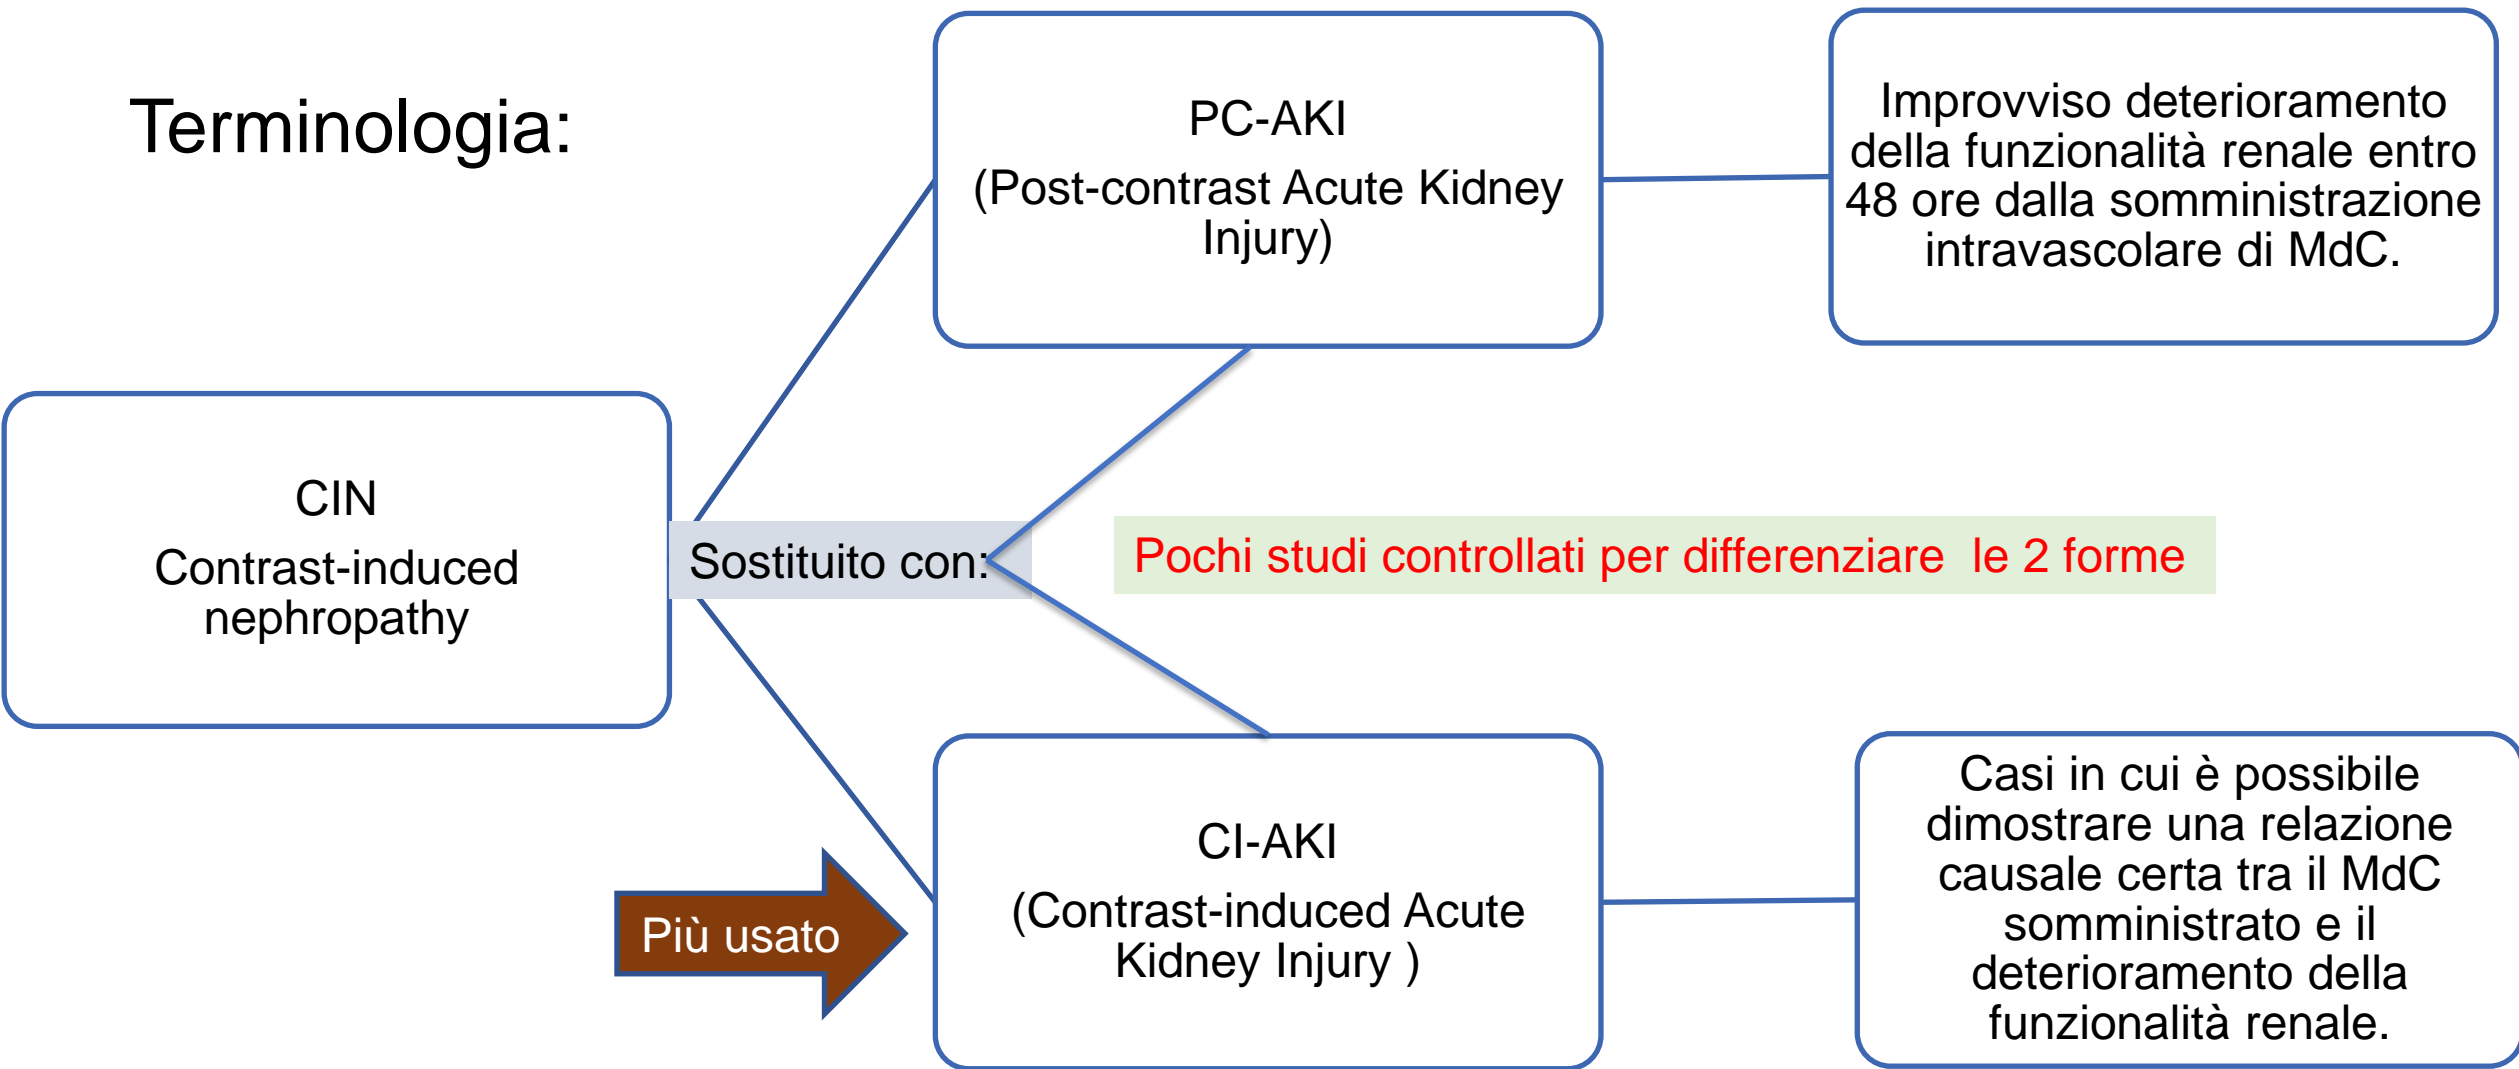 Terminologia:
PC-AKI
(Post-contrast Acute Kidney
Injury)
Improvviso deterioramento
della funzionalità renale entro
48 ore dalla somministrazione
intravascolare di MdC.
CIN
Contrast-induced
nephropathy
Sostituito con:
Pochi studi controllati per differenziare  le 2 forme
Più usato
CI-AKI
(Contrast-induced Acute
Kidney Injury )
Casi in cui è possibile
dimostrare una relazione
causale certa tra il MdC
somministrato e il
deterioramento della
funzionalità renale.